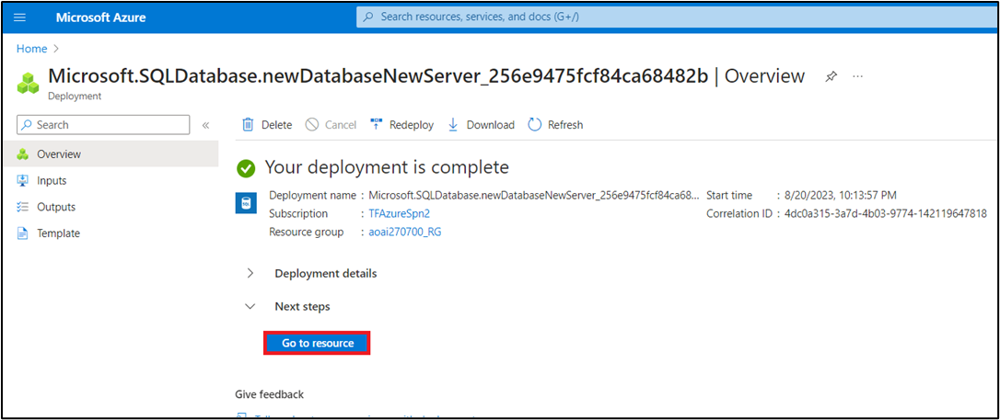 Microsoft Azure
Search resources, services, and docs (G+/)
Home >
Microsoft.SQLDatabase.newDatabaseNewServer_256e9475fcf84ca68482b | Overview
Deployment
Search
Delete Cancel Redeploy Download Refresh
Overview
Inputs
Outputs
Template
Your deployment is complete
Deployment name : Microsoft.SQLDatabase.newDatabaseNewServer_256e9475fcf84ca68... Start time : 8/20/2023, 10:13:57 PM
Subscription : TFAzureSpn2 Correlation ID : 4dc0a315-3a7d-4b03-9774-142119647818
Resource group : aoai270700_RG
Deployment details
Next steps
Go to resource
Give feedback